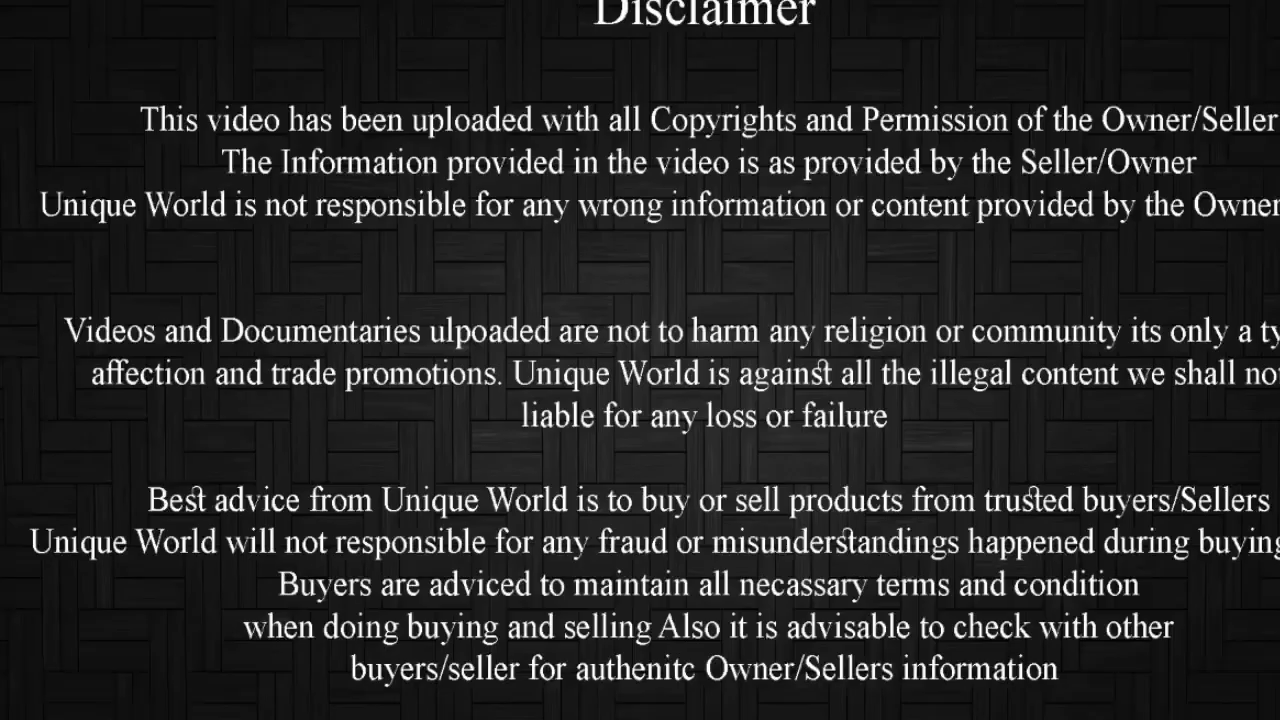 Disclaimer
This video has been uploaded with all Copyrights and Permission of the Owner/Seller
The Information provided in the video is as provided by the Seller/Owner
Unique World is not responsible for any wrong information or content provided by the Owner
Videos and Documentaries ulpoaded are not to harm any religion or community its only a
affection and trade promotions. Unique World is against all the illegal content we shall
liable for any loss or failure
Best advice from Unique World is to buy or sell products from trusted buyers/Sellers
Unique World will not responsible for any fraud or misunderstandings happened during buying
Buyers are adviced to maintain all necassary terms and condition
when doing buying and selling Also it is advisable to check with other
buyers/seller for authenitc Owner/Sellers information